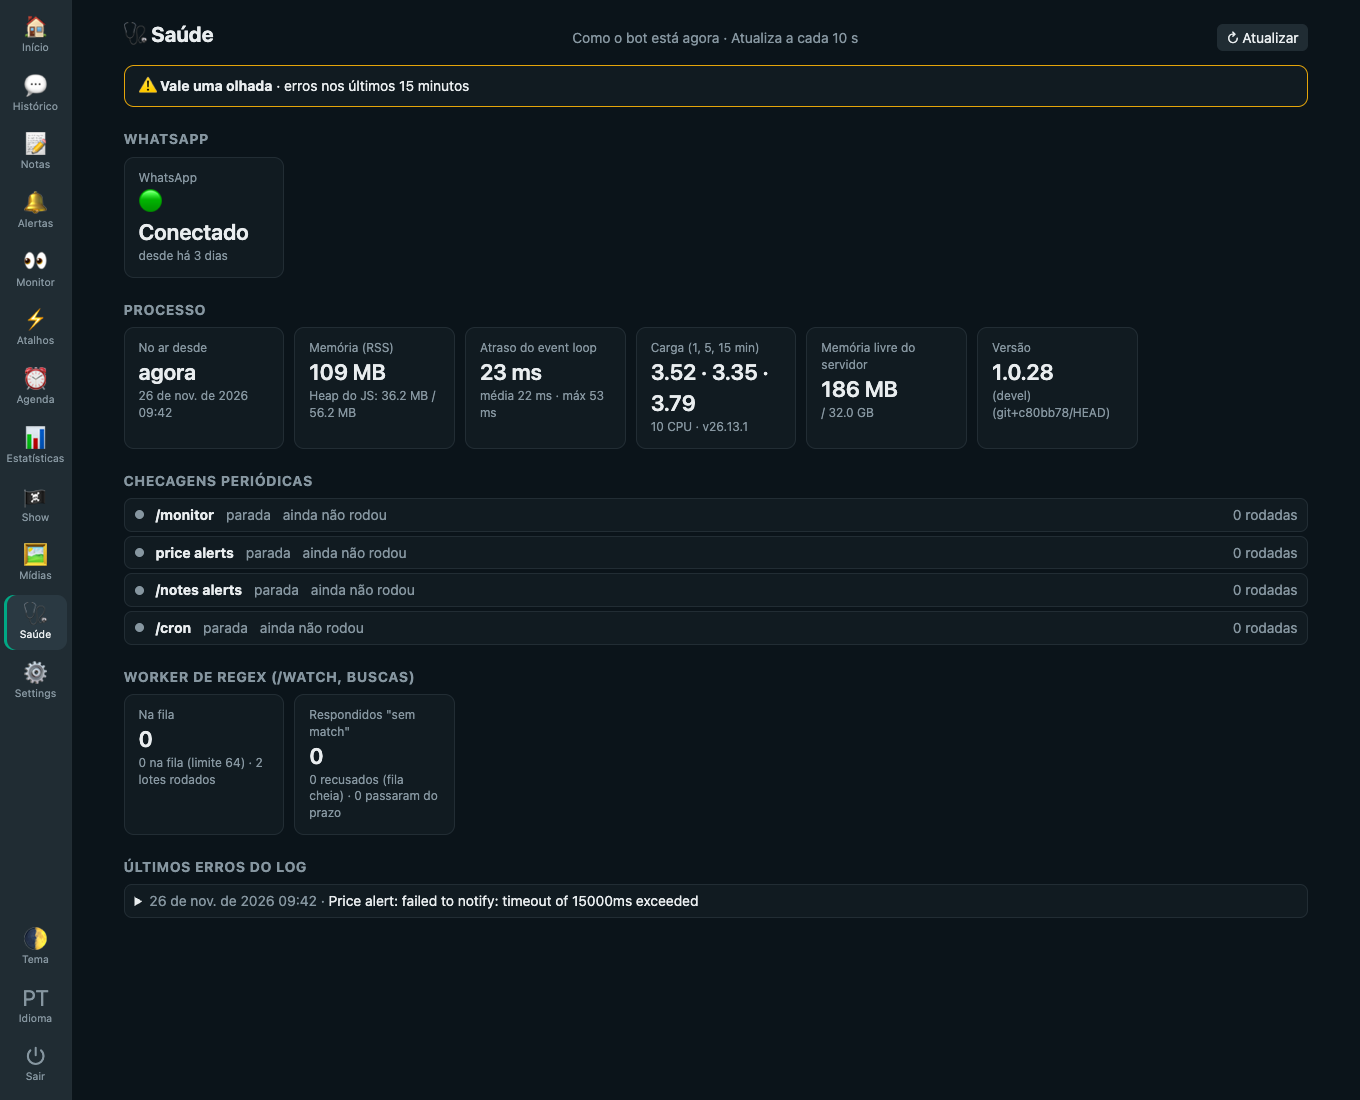 Início
Histórico
Notas
Alertas
Monitor
Atalhos
Agenda
Estatísticas
Show
Mídias
Saúde
Settings
Tema
PT
Idioma
Sair
Saúde
Como o bot está agora · Atualiza a cada 10 s
↻ Atualizar
Vale uma olhada · erros nos últimos 15 minutos
WHATSAPP
WhatsApp
Conectado
desde há 3 dias
PROCESSO
No ar desde
agora
26 de nov. de 2026
09:42
Memória (RSS)
109 MB
Heap do JS: 36.2 MB /
56.2 MB
Atraso do event loop
23 ms
média 22 ms · máx 53
ms
Carga (1, 5, 15 min)
3.52 · 3.35 ·
3.79
10 CPU · v26.13.1
Memória livre do
servidor
186 MB
/ 32.0 GB
Versão
1.0.28
(devel)
(git+c80bb78/HEAD)
CHECAGENS PERIÓDICAS
/monitor parada ainda não rodou 0 rodadas
price alerts parada ainda não rodou 0 rodadas
/notes alerts parada ainda não rodou 0 rodadas
/cron parada ainda não rodou 0 rodadas
WORKER DE REGEX (/WATCH, BUSCAS)
Na fila
0
0 na fila (limite 64) · 2
lotes rodados
Respondidos "sem
match"
0
0 recusados (fila
cheia) · 0 passaram do
prazo
ÚLTIMOS ERROS DO LOG
26 de nov. de 2026 09:42 · Price alert: failed to notify: timeout of 15000ms exceeded